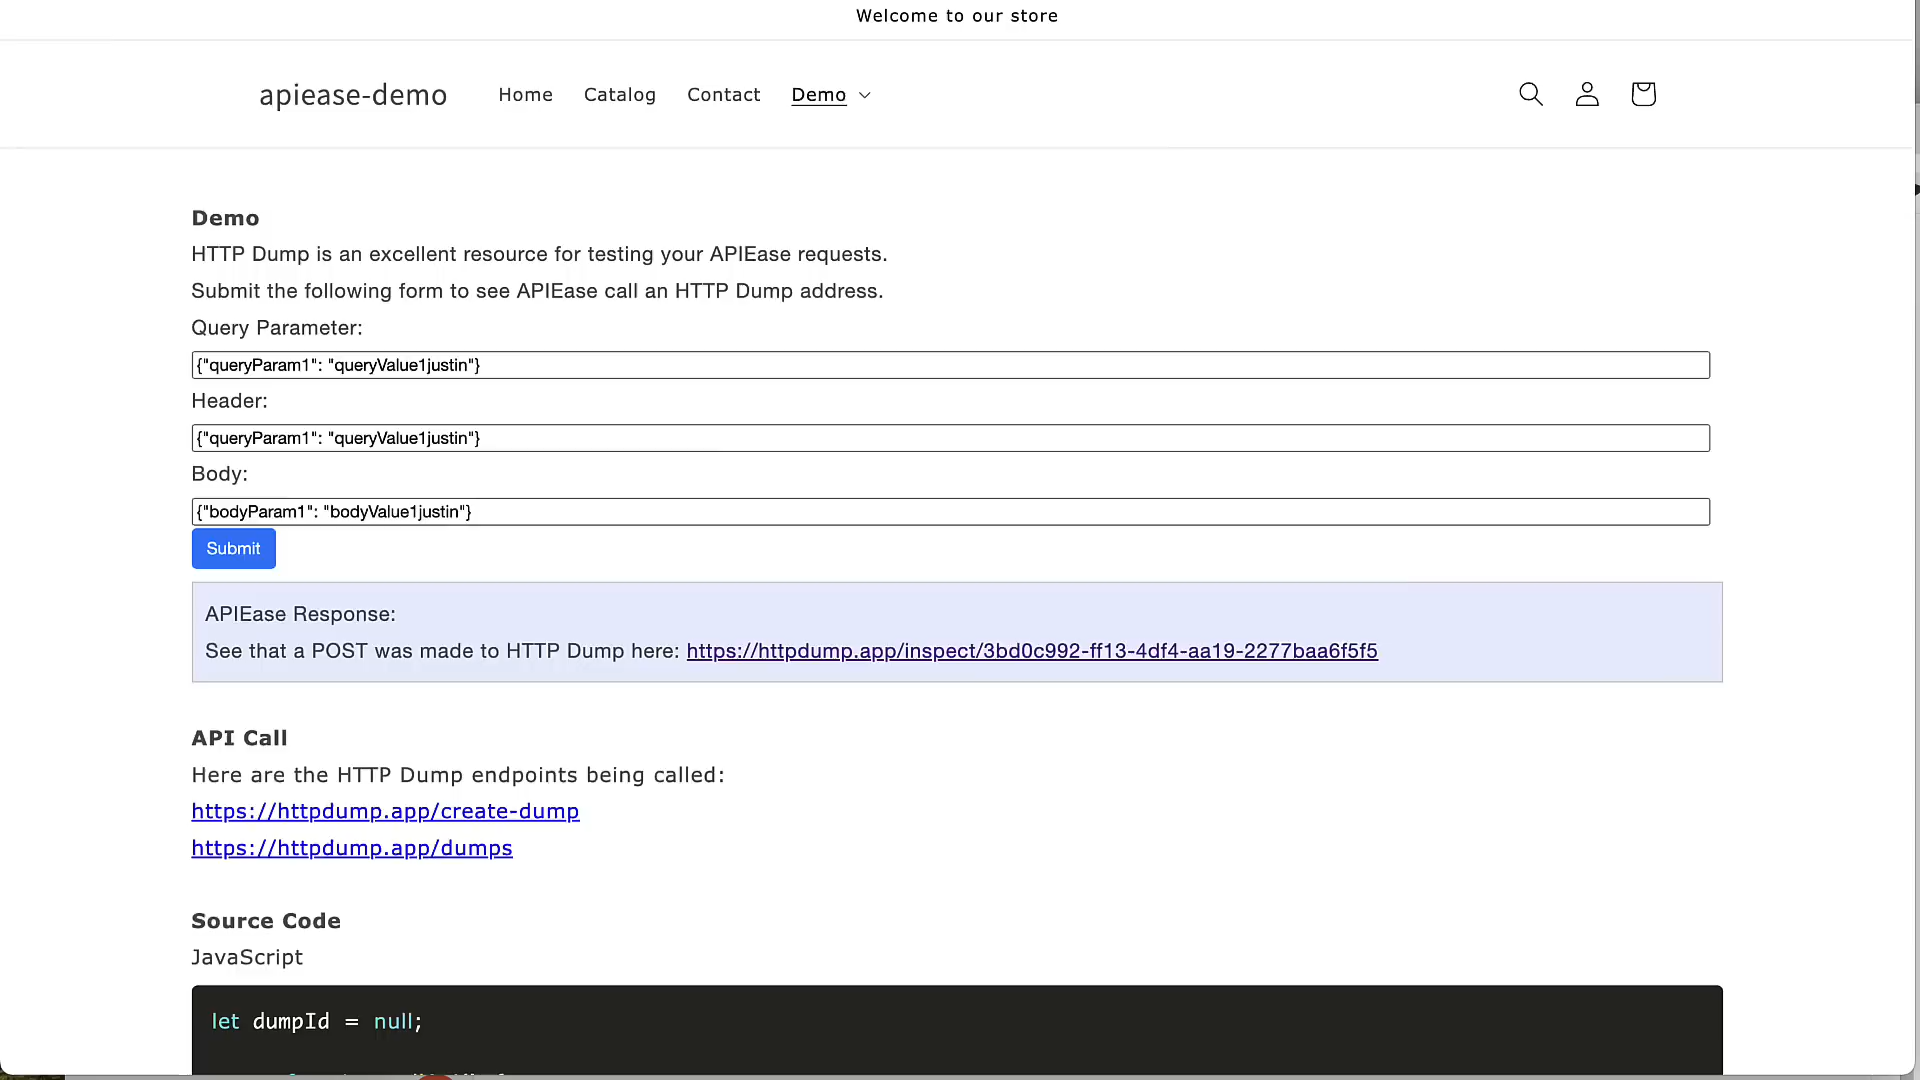 Welcome to our store
apiease-demo Home Catalog Contact Demo
Demo
HTTP Dump is an excellent resource for testing your APIEase requests.
Submit the following form to see APIEase call an HTTP Dump address.
Query Parameter:
{"queryParam1": "queryValue1justin"}
Header:
{"queryParam1": "queryValue1justin"}
Body:
{"bodyParam1": "bodyValue1justin"}
Submit
APIEase Response:
See that a POST was made to HTTP Dump here: https://httpdump.app/inspect/3bd0c992-ff13-4df4-aa19-2277baa6f5f5
API Call
Here are the HTTP Dump endpoints being called:
https://httpdump.app/create-dump
https://httpdump.app/dumps
Source Code
JavaScript
let dumpId = null;